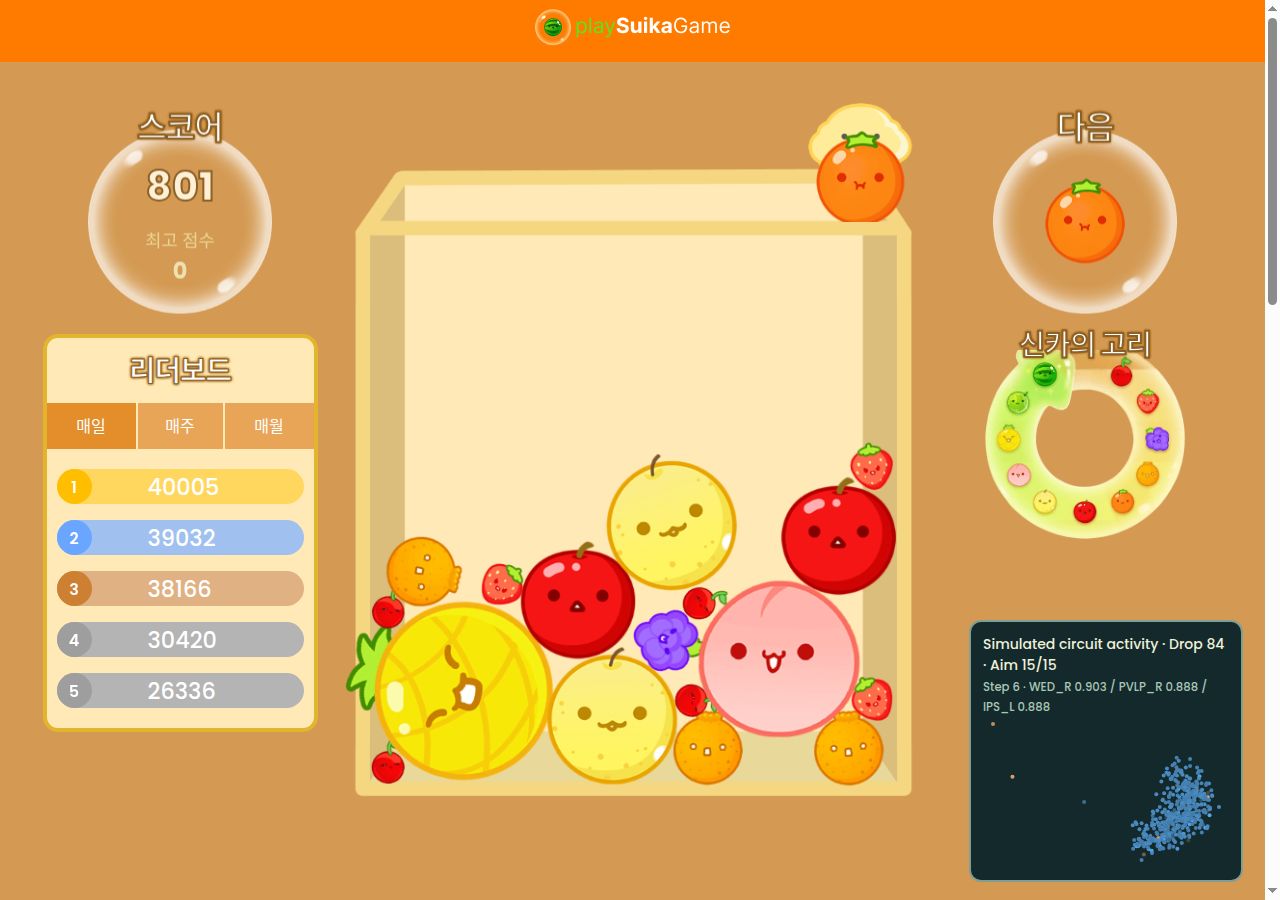 playSuikaGame
스코어
801
최고 점수
0
다음
신카의 고리
리더보드
매일
매주
매월
1 40005
2 39032
3 38166
4 30420
5 26336
Simulated circuit activity · Drop 84
· Aim 15/15
Step 6 · WED_R 0.903 / PVLP_R 0.888 /
IPS_L 0.888